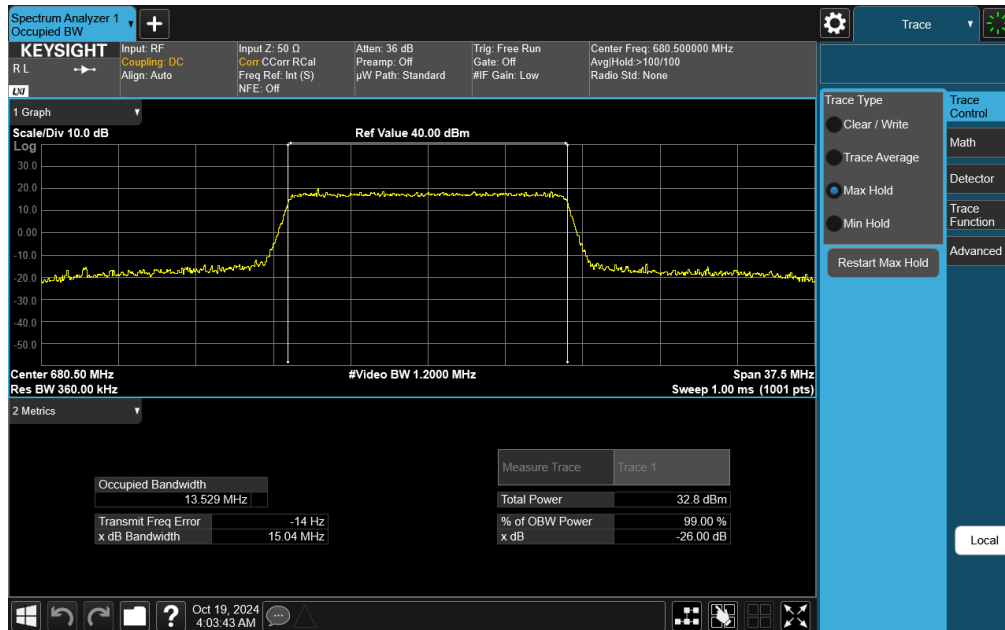 Spectrum Analyzer 1
Occupied BW
Trace
KEYSIGHT
R L
LXI
Input: RF
Coupling: DC
Align: Auto
Input Z: 50 Ω
Corr CCorr RCal
Freq Ref: Int (S)
NFE: Off
Atten: 36 dB
Preamp: Off
µW Path: Standard
Trig: Free Run
Gate: Off
#IF Gain: Low
Center Freq: 680.500000 MHz
Avg|Hold:>100/100
Radio Std: None
1 Graph
Scale/Div 10.0 dB
Ref Value 40.00 dBm
Log
30.0
20.0
10.0
0.00
-10.0
-20.0
-30.0
-40.0
-50.0
Center 680.50 MHz
#Video BW 1.2000 MHz
Span 37.5 MHz
Res BW 360.00 kHz
Sweep 1.00 ms (1001 pts)
2 Metrics
Measure Trace Trace 1
Occupied Bandwidth
13.529 MHz
Total Power 32.8 dBm
Transmit Freq Error -14 Hz
% of OBW Power 99.00 %
x dB Bandwidth 15.04 MHz
x dB -26.00 dB
Trace Type
Clear / Write
Trace Average
Max Hold
Min Hold
Restart Max Hold
Trace
Control
Math
Detector
Trace
Function
Advanced
Local
?
Oct 19, 2024
4:03:43 AM